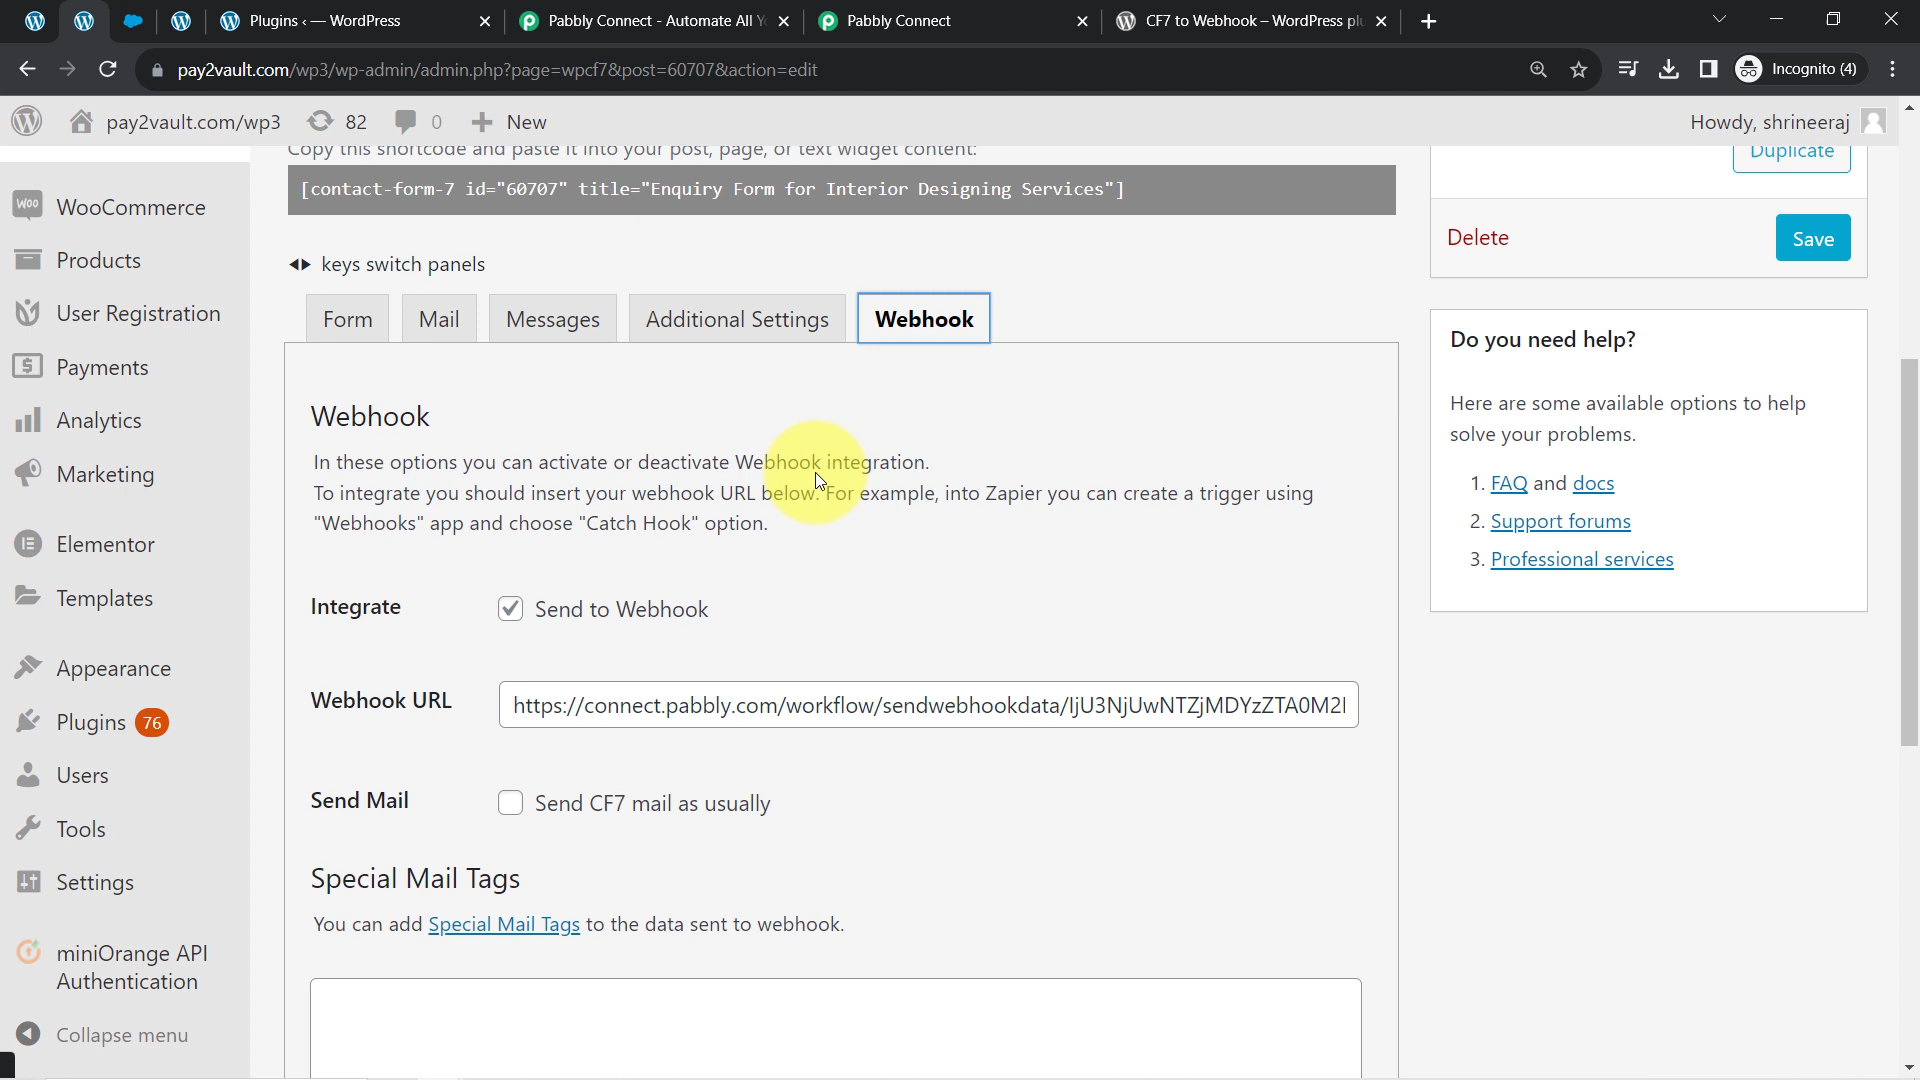 Plugins ‹ — WordPress
Pabbly Connect - Automate All Y
Pabbly Connect
CF7 to Webhook – WordPress plu
pay2vault.com/wp3/wp-admin/admin.php?page=wpcf7&post=60707&action=edit
Incognito (4)
pay2vault.com/wp3
82
0
New
Howdy, shrineeraj
Copy this shortcode and paste it into your post, page, or text widget content:
[contact-form-7 id="60707" title="Enquiry Form for Interior Designing Services"]
keys switch panels
Form
Mail
Messages
Additional Settings
Webhook
Webhook
In these options you can activate or deactivate Webhook integration.
To integrate you should insert your webhook URL below. For example, into Zapier you can create a trigger using
"Webhooks" app and choose "Catch Hook" option.
Integrate
Send to Webhook
Webhook URL
https://connect.pabbly.com/workflow/sendwebhookdata/IjU3NjUwNTZjMDYzZTA0M2I
Send Mail
Send CF7 mail as usually
Special Mail Tags
You can add Special Mail Tags to the data sent to webhook.
Duplicate
Delete
Save
Do you need help?
Here are some available options to help
solve your problems.
1. FAQ and docs
2. Support forums
3. Professional services
WOO
WooCommerce
Products
User Registration
Payments
Analytics
Marketing
Elementor
Templates
Appearance
Plugins 76
Users
Tools
Settings
miniOrange API
Authentication
Collapse menu